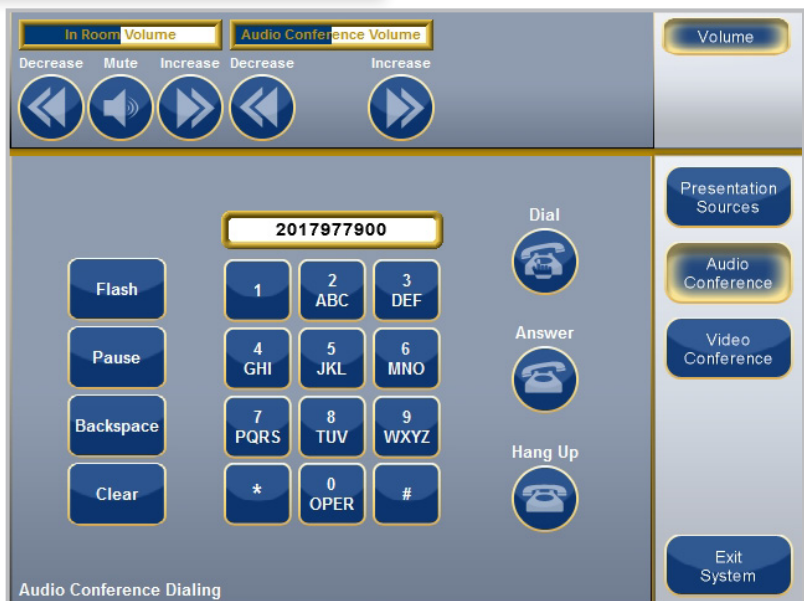 In Room Volume
Audio Conference Volume
Volume
Decrease Mute Increase Decrease Increase
Presentation
Sources
Audio
Conference
Video
Conference
Exit
System
2017977900
Dial
Flash
1
2
ABC
3
DEF
Pause
4
GHI
5
JKL
6
MNO
Answer
Backspace
7
PQRS
8
TUV
9
WXYZ
Clear
*
0
OPER
#
Hang Up
Audio Conference Dialing